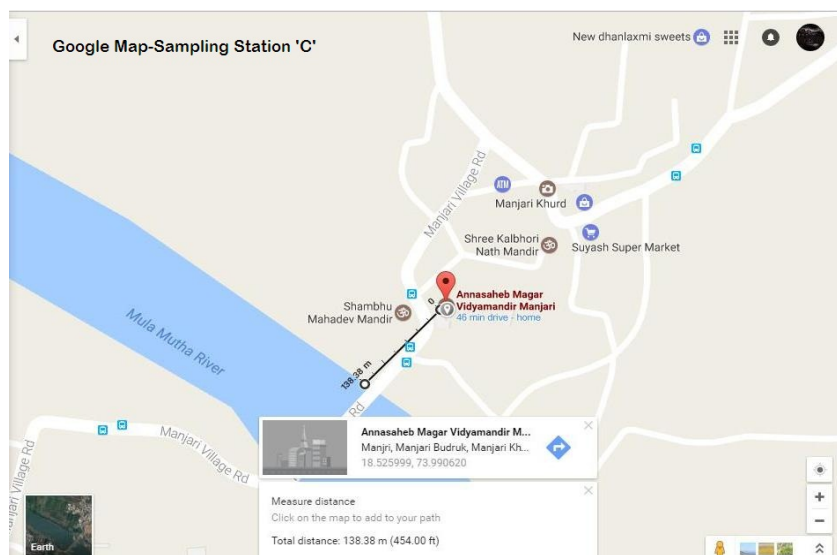 Google Map-Sampling Station 'C'
New dhanlaxmi sweets
Manjari Village Rd
ATM
Manjari Khurd
Shree Kalbhori
Nath Mandir
Suyash Super Market
Annasaheb Magar
Vidyamandir Manjari
46 min drive - home
Shambhu
Mahadev Mandir
0
138.38 m
Mula Mutha River
Rd
Manjari Village Rd
Manjari Village Rd
Annasaheb Magar Vidyamandir M...
Manjri, Manjari Budruk, Manjari Kh...
18.525999, 73.990620
Measure distance
Click on the map to add to your path
Total distance: 138.38 m (454.00 ft)
Earth